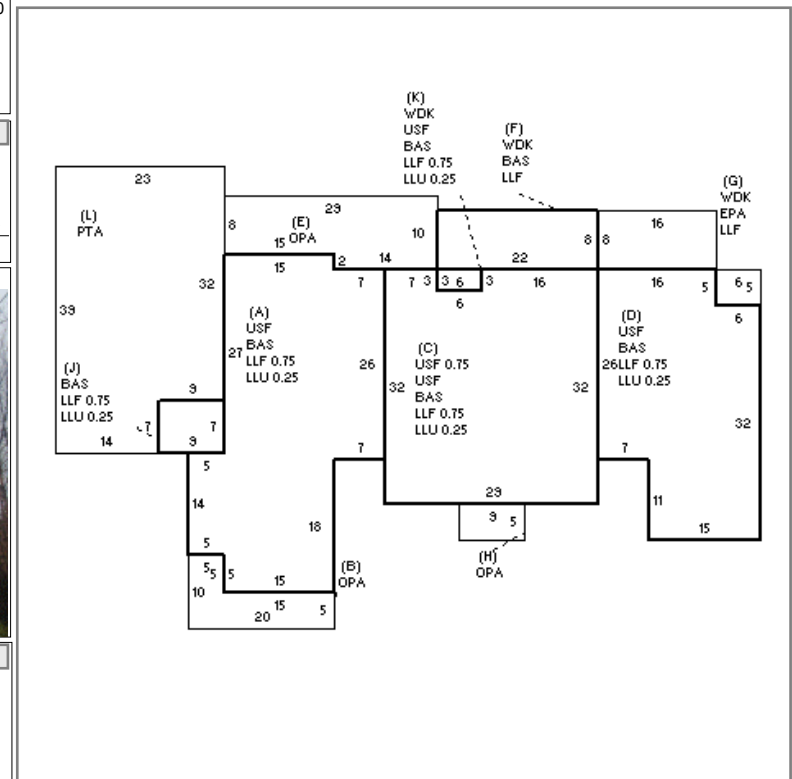 (K)
WDK
USF
BAS
LLF 0.75
LLU 0.25
(F)
WDK
BAS
LLF
(G)
WDK
EPA
LLF
23
(L)
PTA
29
8
(E)
15 OPA
10
8 8
16
15
2
14
22
7
7 3 3 6 3
16
16
5
6 5
6
6
32
39
(A)
USF
BAS
LLF 0.75
LLU 0.25
27
26
32
(C)
USF 0.75
USF
BAS
LLF 0.75
LLU 0.25
32
(D)
USF
BAS
26 LLF 0.75
LLU 0.25
32
(J)
BAS
LLF 0.75
LLU 0.25
9
7
7
14
9
5
7
7
14
18
29
9 5
11
15
(H)
OPA
5
5
5
5
10
15
15
20
5
(B)
OPA